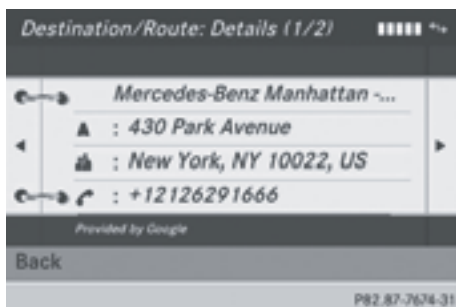 Destination/Route: Details (1/2)
Mercedes-Benz Manhattan -...
: 430 Park Avenue
: New York, NY 10022, US
: +12126291666
Provided by Google
Back
P82.87-7674-31